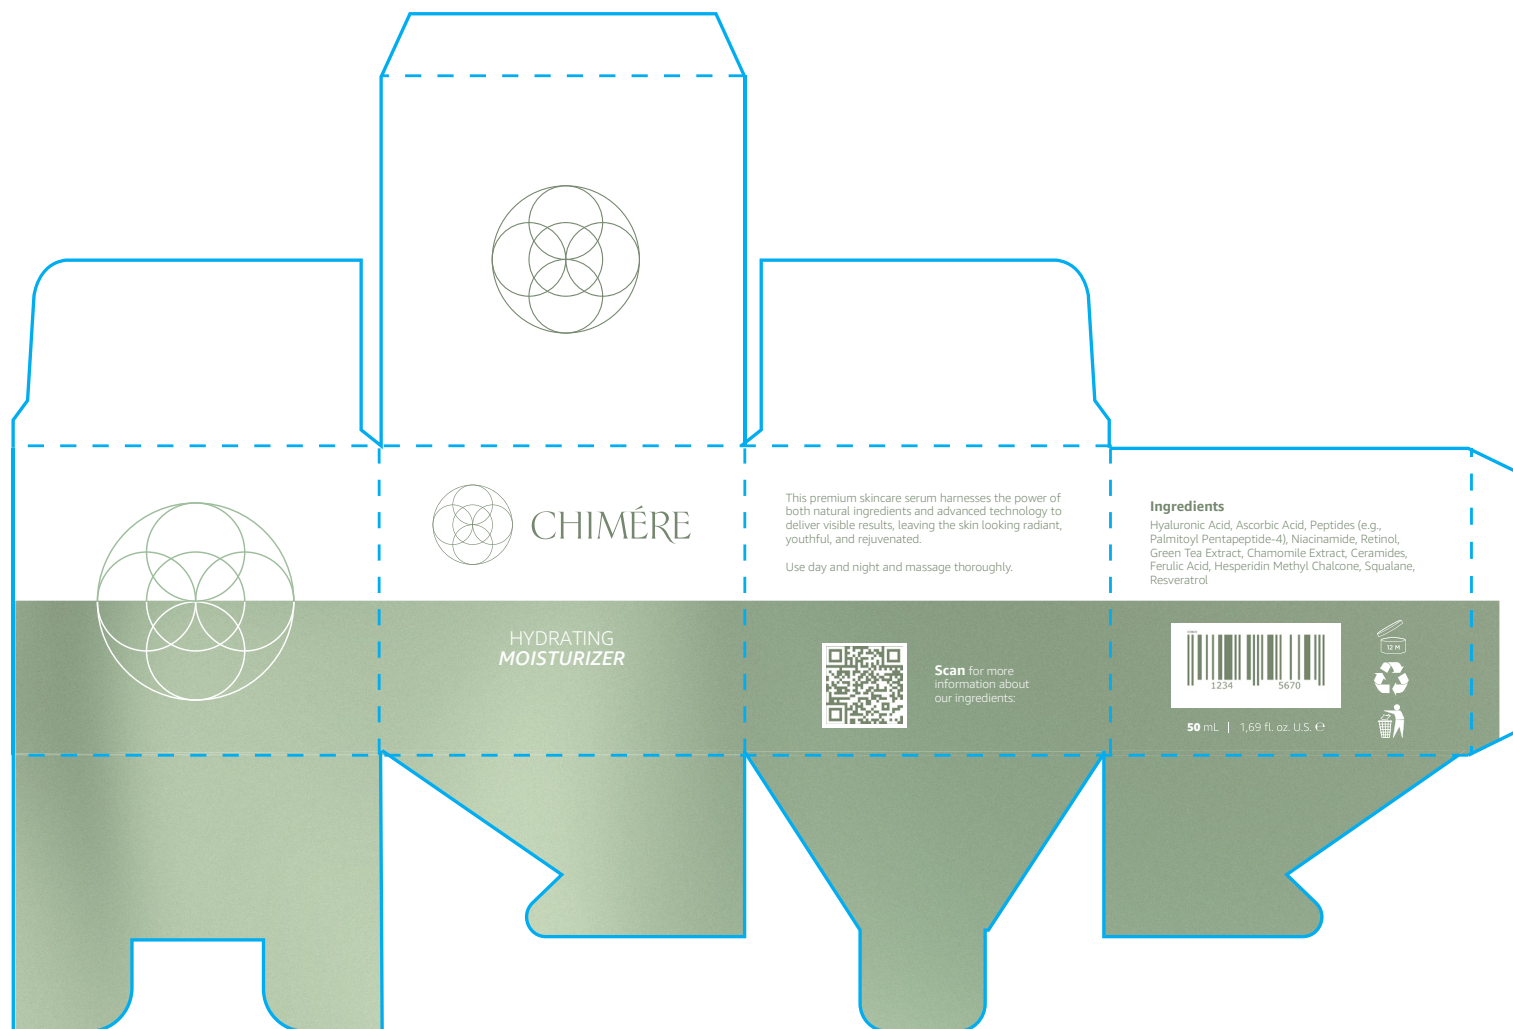 CHIMÉRE
HYDRATING
MOISTURIZER
This premium skincare serum harnesses the power of
both natural ingredients and advanced technology to
deliver visible results, leaving the skin looking radiant,
youthful, and rejuvenated.
Use day and night and massage thoroughly.
Scan for more
information about
our ingredients:
Ingredients
Hyaluronic Acid, Ascorbic Acid, Peptides (e.g.,
Palmitoyl Pentapeptide-4), Niacinamide, Retinol,
Green Tea Extract, Chamomile Extract, Ceramides,
Ferulic Acid, Hesperidin Methyl Chalcone, Squalane,
Resveratrol
1234 5670
12 M
50 mL | 1,69 fl. oz. U.S. ℮